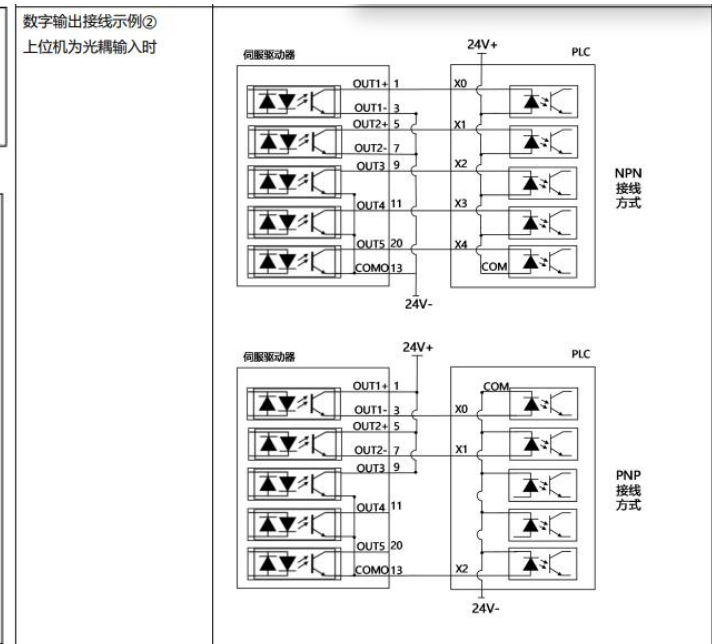 数字输出接线示例②
上位机为光耦输入时
24V+
伺服驱动器
PLC
OUT1+ 1 X0
OUT1- 3
OUT2+ 5 X1
OUT2- 7
OUT3 9 X2
OUT4 11 X3
OUT5 20 X4
COMO 13 COM
24V-
NPN
接线
方式
24V+
伺服驱动器
PLC
OUT1+ 1 COM
OUT1- 3 X0
OUT2+ 5
OUT2- 7 X1
OUT3 9
OUT4 11
OUT5 20
COMO 13 X2
24V-
PNP
接线
方式